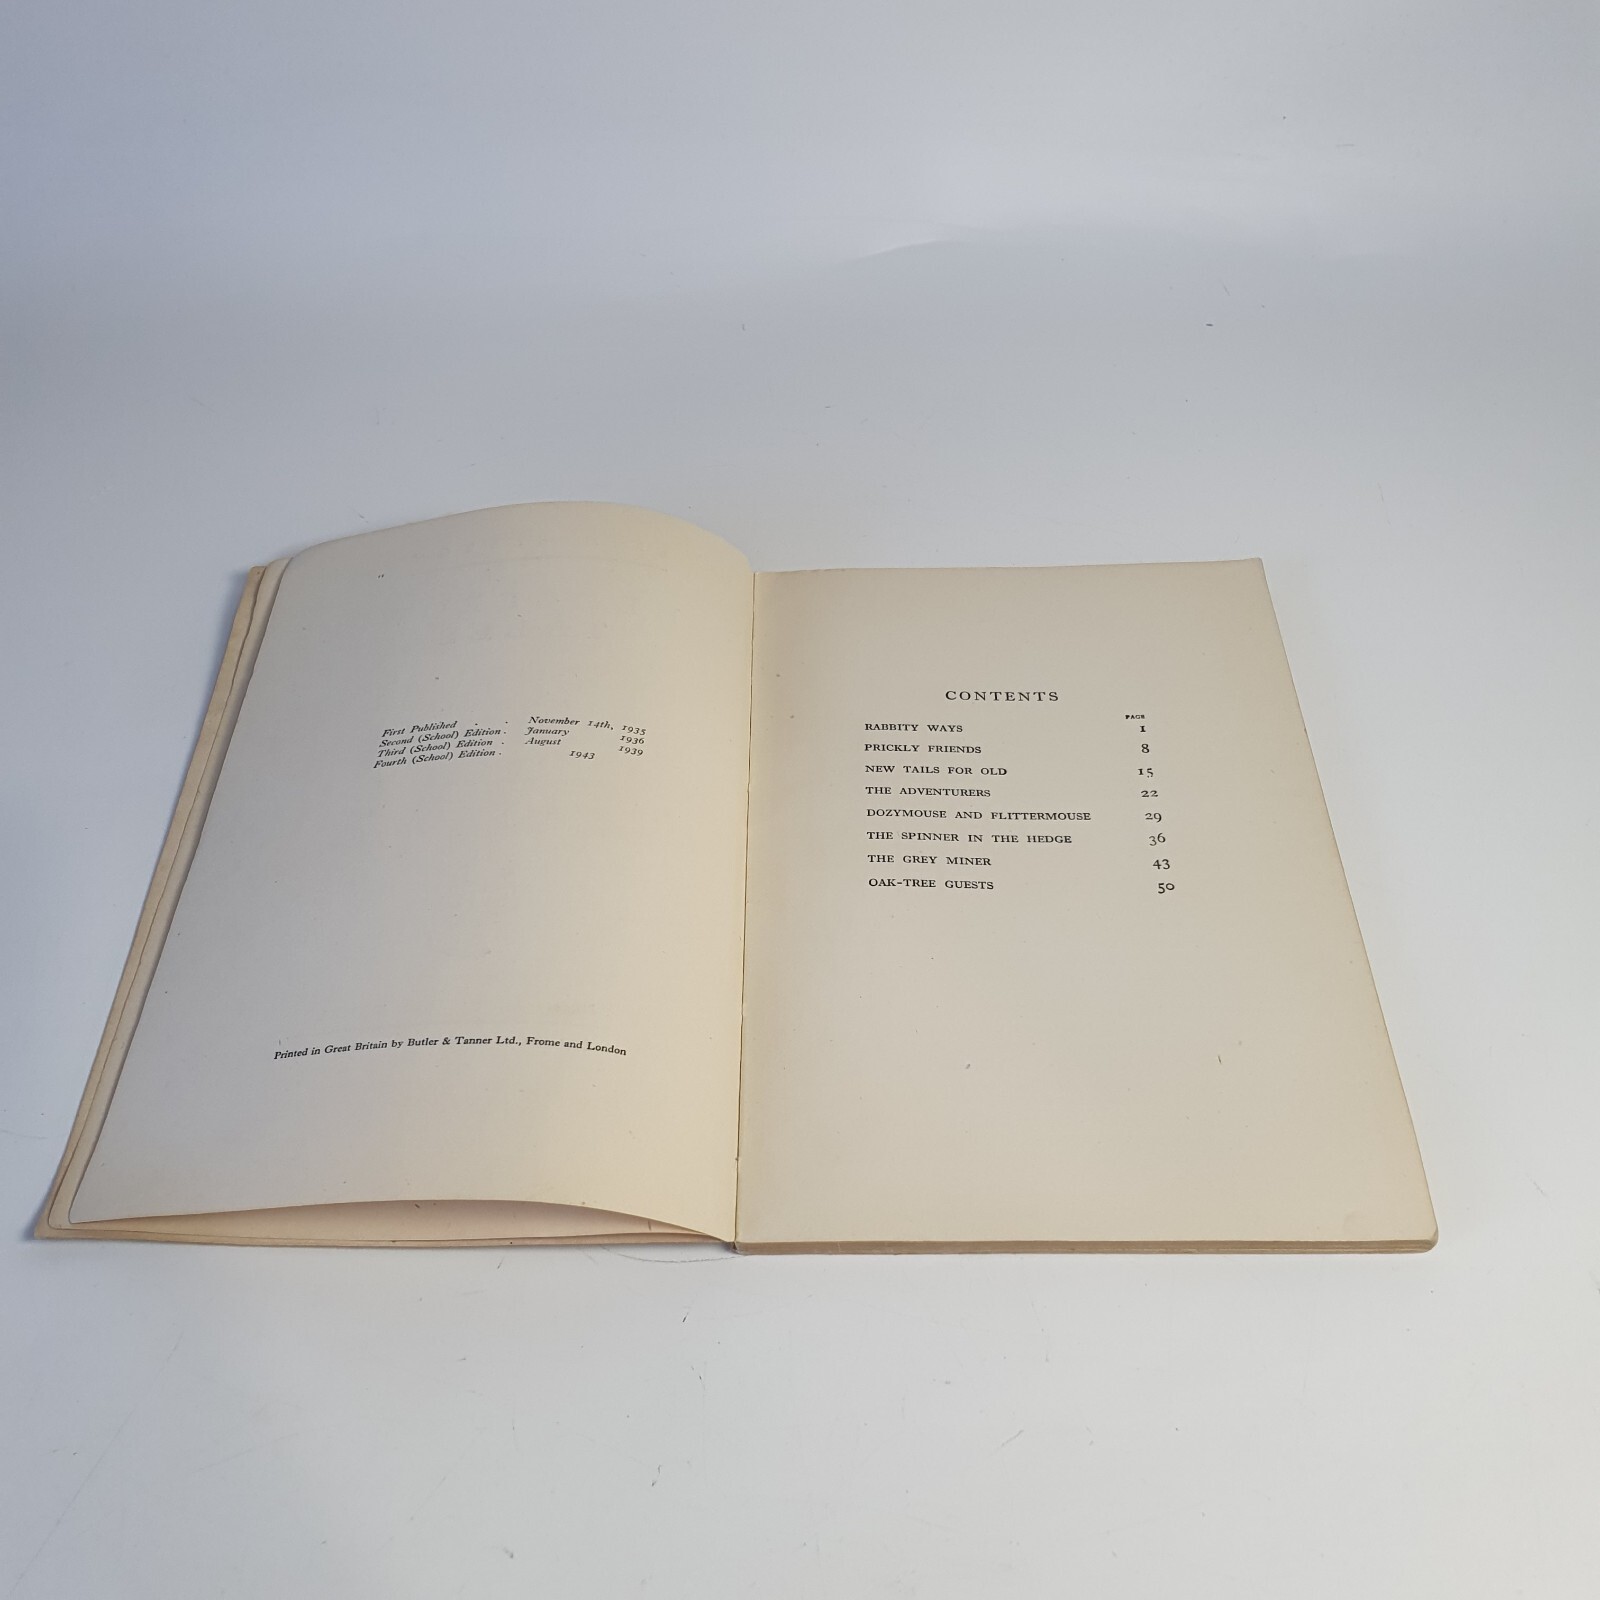 First Published . . November 14th, 1935
Second (School) Edition . January 1936
Third (School) Edition . August 1939
Fourth (School) Edition . 1943
Printed in Great Britain by Butler & Tanner Ltd., Frome and London
CONTENTS
PAGE
RABBITY WAYS 1
PRICKLY FRIENDS 8
NEW TAILS FOR OLD 15
THE ADVENTURERS 22
DOZYMOUSE AND FLITTERMOUSE 29
THE SPINNER IN THE HEDGE 36
THE GREY MINER 43
OAK-TREE GUESTS 50